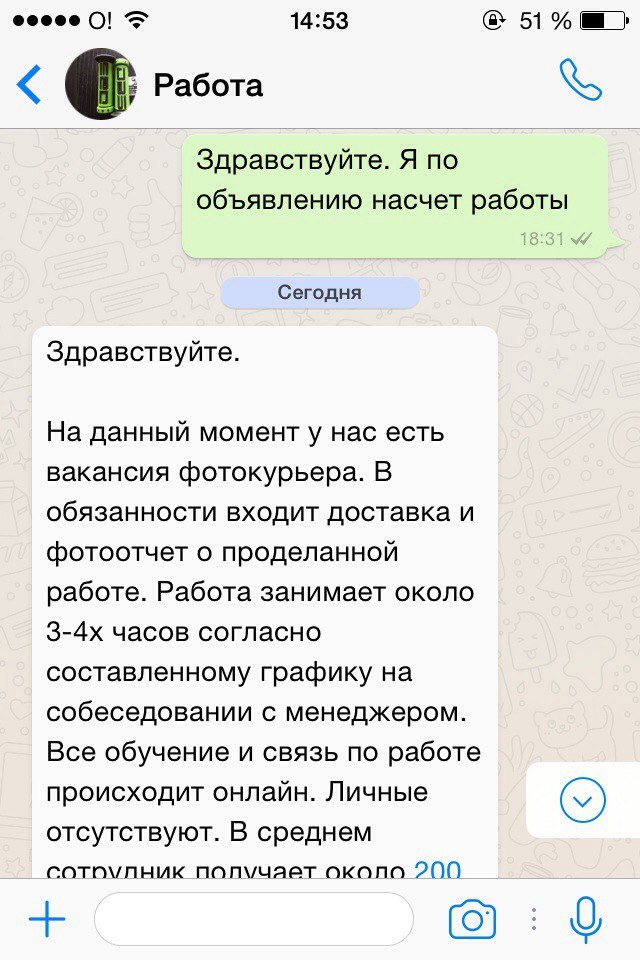 О! 14:53 51 %
Работа
Здравствуйте. Я по
объявлению насчет работы
18:31
Сегодня
Здравствуйте.
На данный момент у нас есть
вакансия фотокурьера. В
обязанности входит доставка и
фотоотчет о проделанной
работе. Работа занимает около
3-4х часов согласно
составленному графику на
собеседовании с менеджером.
Все обучение и связь по работе
происходит онлайн. Личные
отсутствуют. В среднем
сотрудник получает около 200